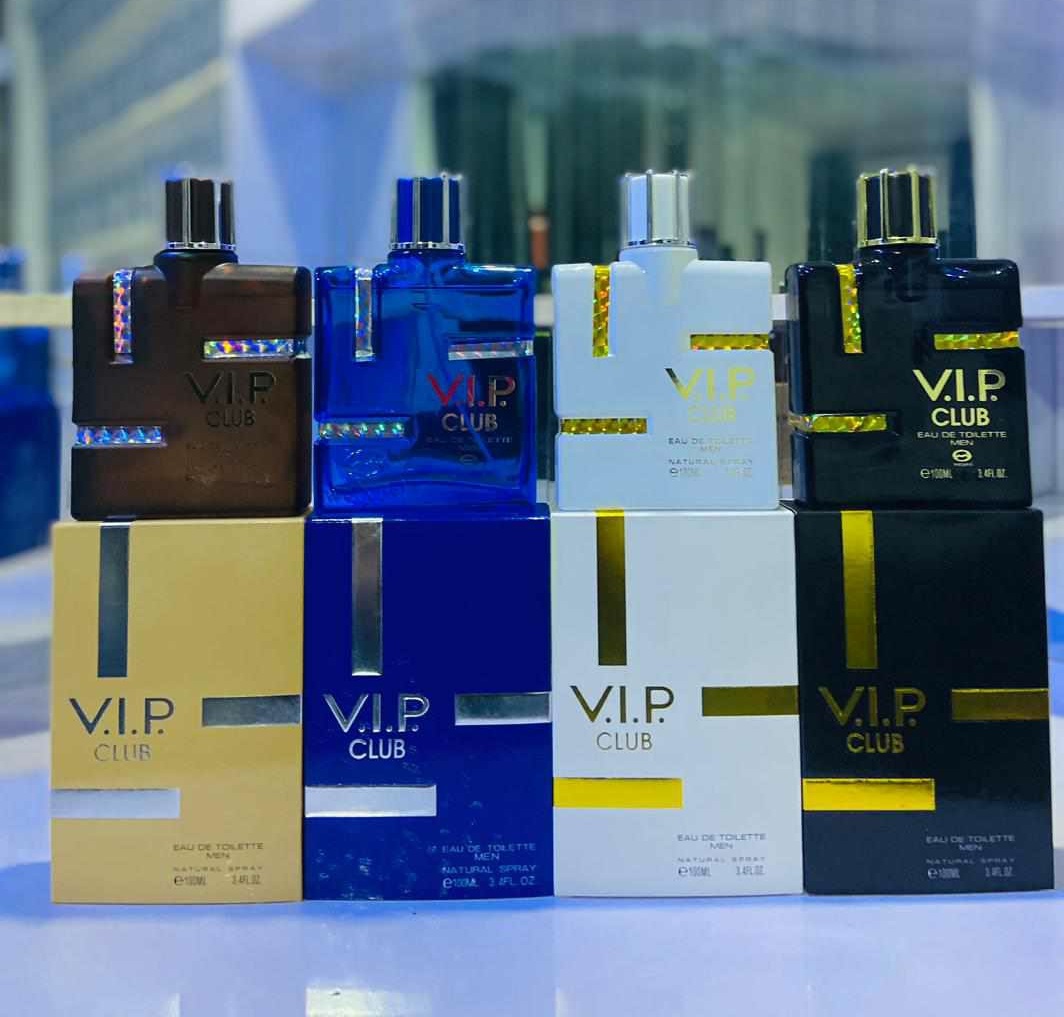 V.I.P.
CLUB
V.I.P.
CLUB
EAU DE TOILETTE
V.I.P.
CLUB
EAU DE TOILETTE
MEN
NATURAL SPRAY
V.I.P.
CLUB
EAU DE TOILETTE
MEN
℮100ML 3.4FL.OZ.
V.I.P.
CLUB
EAU DE TOILETTE
MEN
NATURAL SPRAY
℮100ML 3.4FL.OZ.
V.I.P.
CLUB
EAU DE TOILETTE
MEN
NATURAL SPRAY
℮100ML 3.4FL.OZ.
V.I.P.
CLUB
EAU DE TOILETTE
MEN
NATURAL SPRAY
℮100ML 3.4FL.OZ.
V.I.P.
CLUB
EAU DE TOILETTE
MEN
NATURAL SPRAY
℮100ML 3.4FL.OZ.